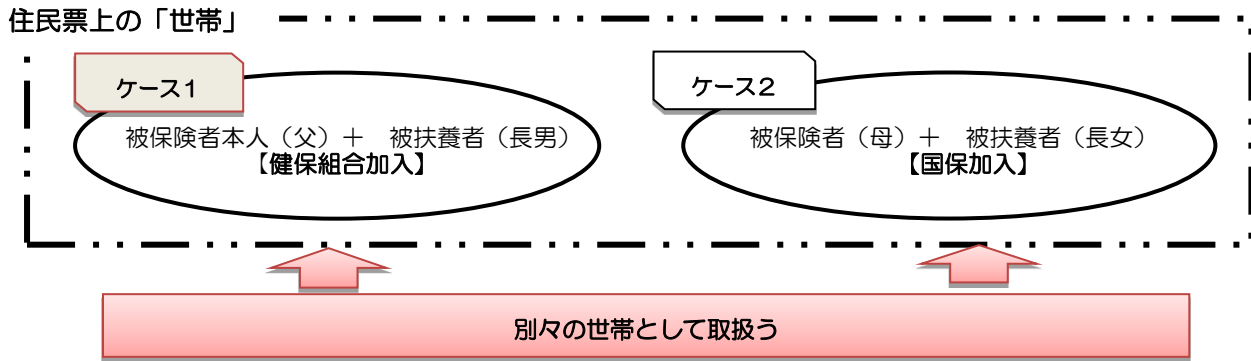 住民票上の「世帯」
ケース1
被保険者本人（父）＋　被扶養者（長男）
【健保組合加入】
ケース2
被保険者（母）＋　被扶養者（長女）
【国保加入】
別々の世帯として取扱う